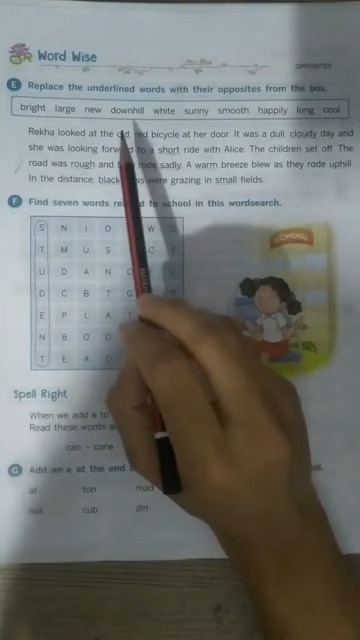 Word Wise
OPPOSITES
E Replace the underlined words with their opposites from the box.
bright large new downhill white sunny smooth happily long cool
Rekha looked at the old, red bicycle at her door. It was a dull, cloudy day and
she was looking forward to a short ride with Alice. The children set off. The
road was rough and rode sadly. A warm breeze blew as they rode uphill.
In the distance, black were grazing in small fields.
F Find seven words to school in this wordsearch.
S N I O W S
T M U S C
U D A N
D C B T G
E P L A Y
N B O D
T E A C
SCHOOL
Spell Right
When we add e to
Read these words
can – cane
G Add an e at the end
at ton mad
not cub din